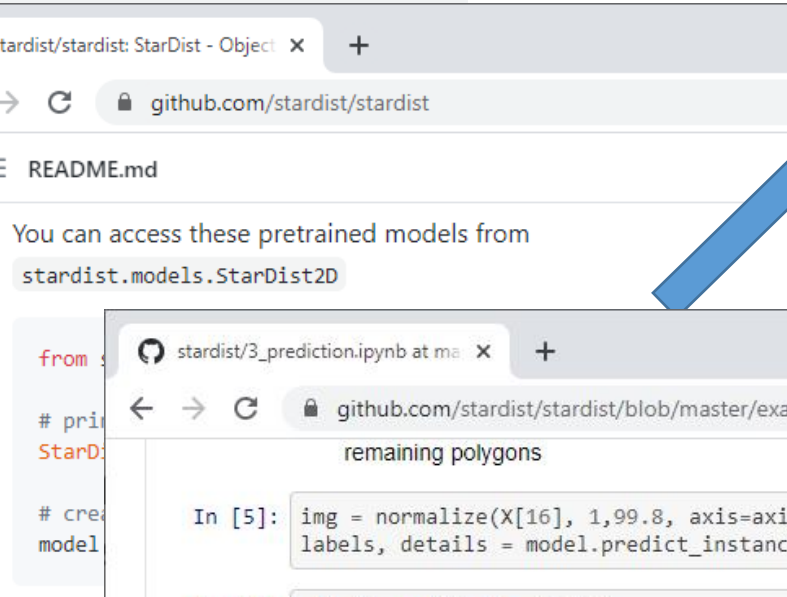 tardist/stardist: StarDist - Object
github.com/stardist/stardist
README.md
You can access these pretrained models from
stardist.models.StarDist2D
from s
# prin
StarDi
# crea
model
stardist/3_prediction.ipynb at ma
github.com/stardist/stardist/blob/master/exa
remaining polygons
In [5]: img = normalize(X[16], 1,99.8, axis=axi
labels, details = model.predict_instanc